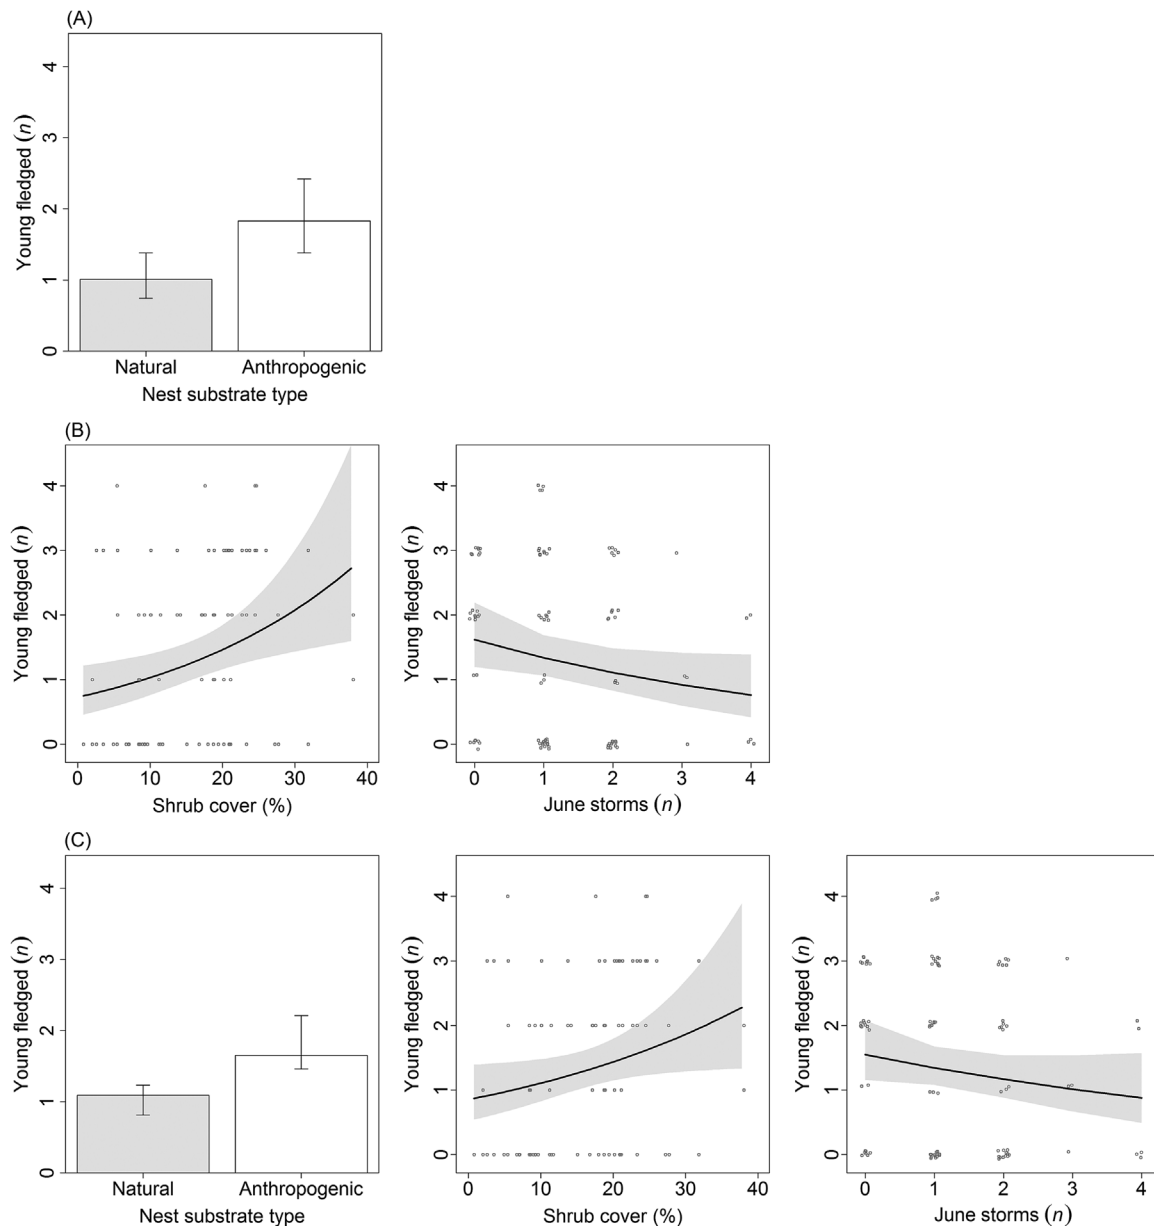 (A)
Young fledged (n)
4
3
2
1
0
Natural Anthropogenic
Nest substrate type
(B)
Young fledged (n)
4
3
2
1
0
0 10 20 30 40
Shrub cover (%)
Young fledged (n)
4
3
2
1
0
0 1 2 3 4
June storms (n)
(C)
Young fledged (n)
4
3
2
1
0
Natural Anthropogenic
Nest substrate type
Young fledged (n)
4
3
2
1
0
0 10 20 30 40
Shrub cover (%)
Young fledged (n)
4
3
2
1
0
0 1 2 3 4
June storms (n)